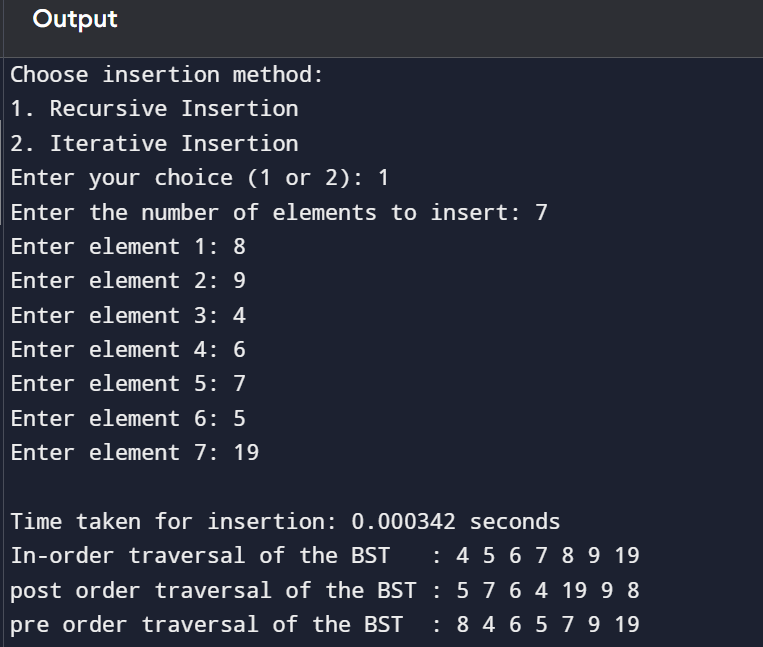 Output
Choose insertion method:
1. Recursive Insertion
2. Iterative Insertion
Enter your choice (1 or 2): 1
Enter the number of elements to insert: 7
Enter element 1: 8
Enter element 2: 9
Enter element 3: 4
Enter element 4: 6
Enter element 5: 7
Enter element 6: 5
Enter element 7: 19
Time taken for insertion: 0.000342 seconds
In-order traversal of the BST   : 4 5 6 7 8 9 19
post order traversal of the BST : 5 7 6 4 19 9 8
pre order traversal of the BST  : 8 4 6 5 7 9 19